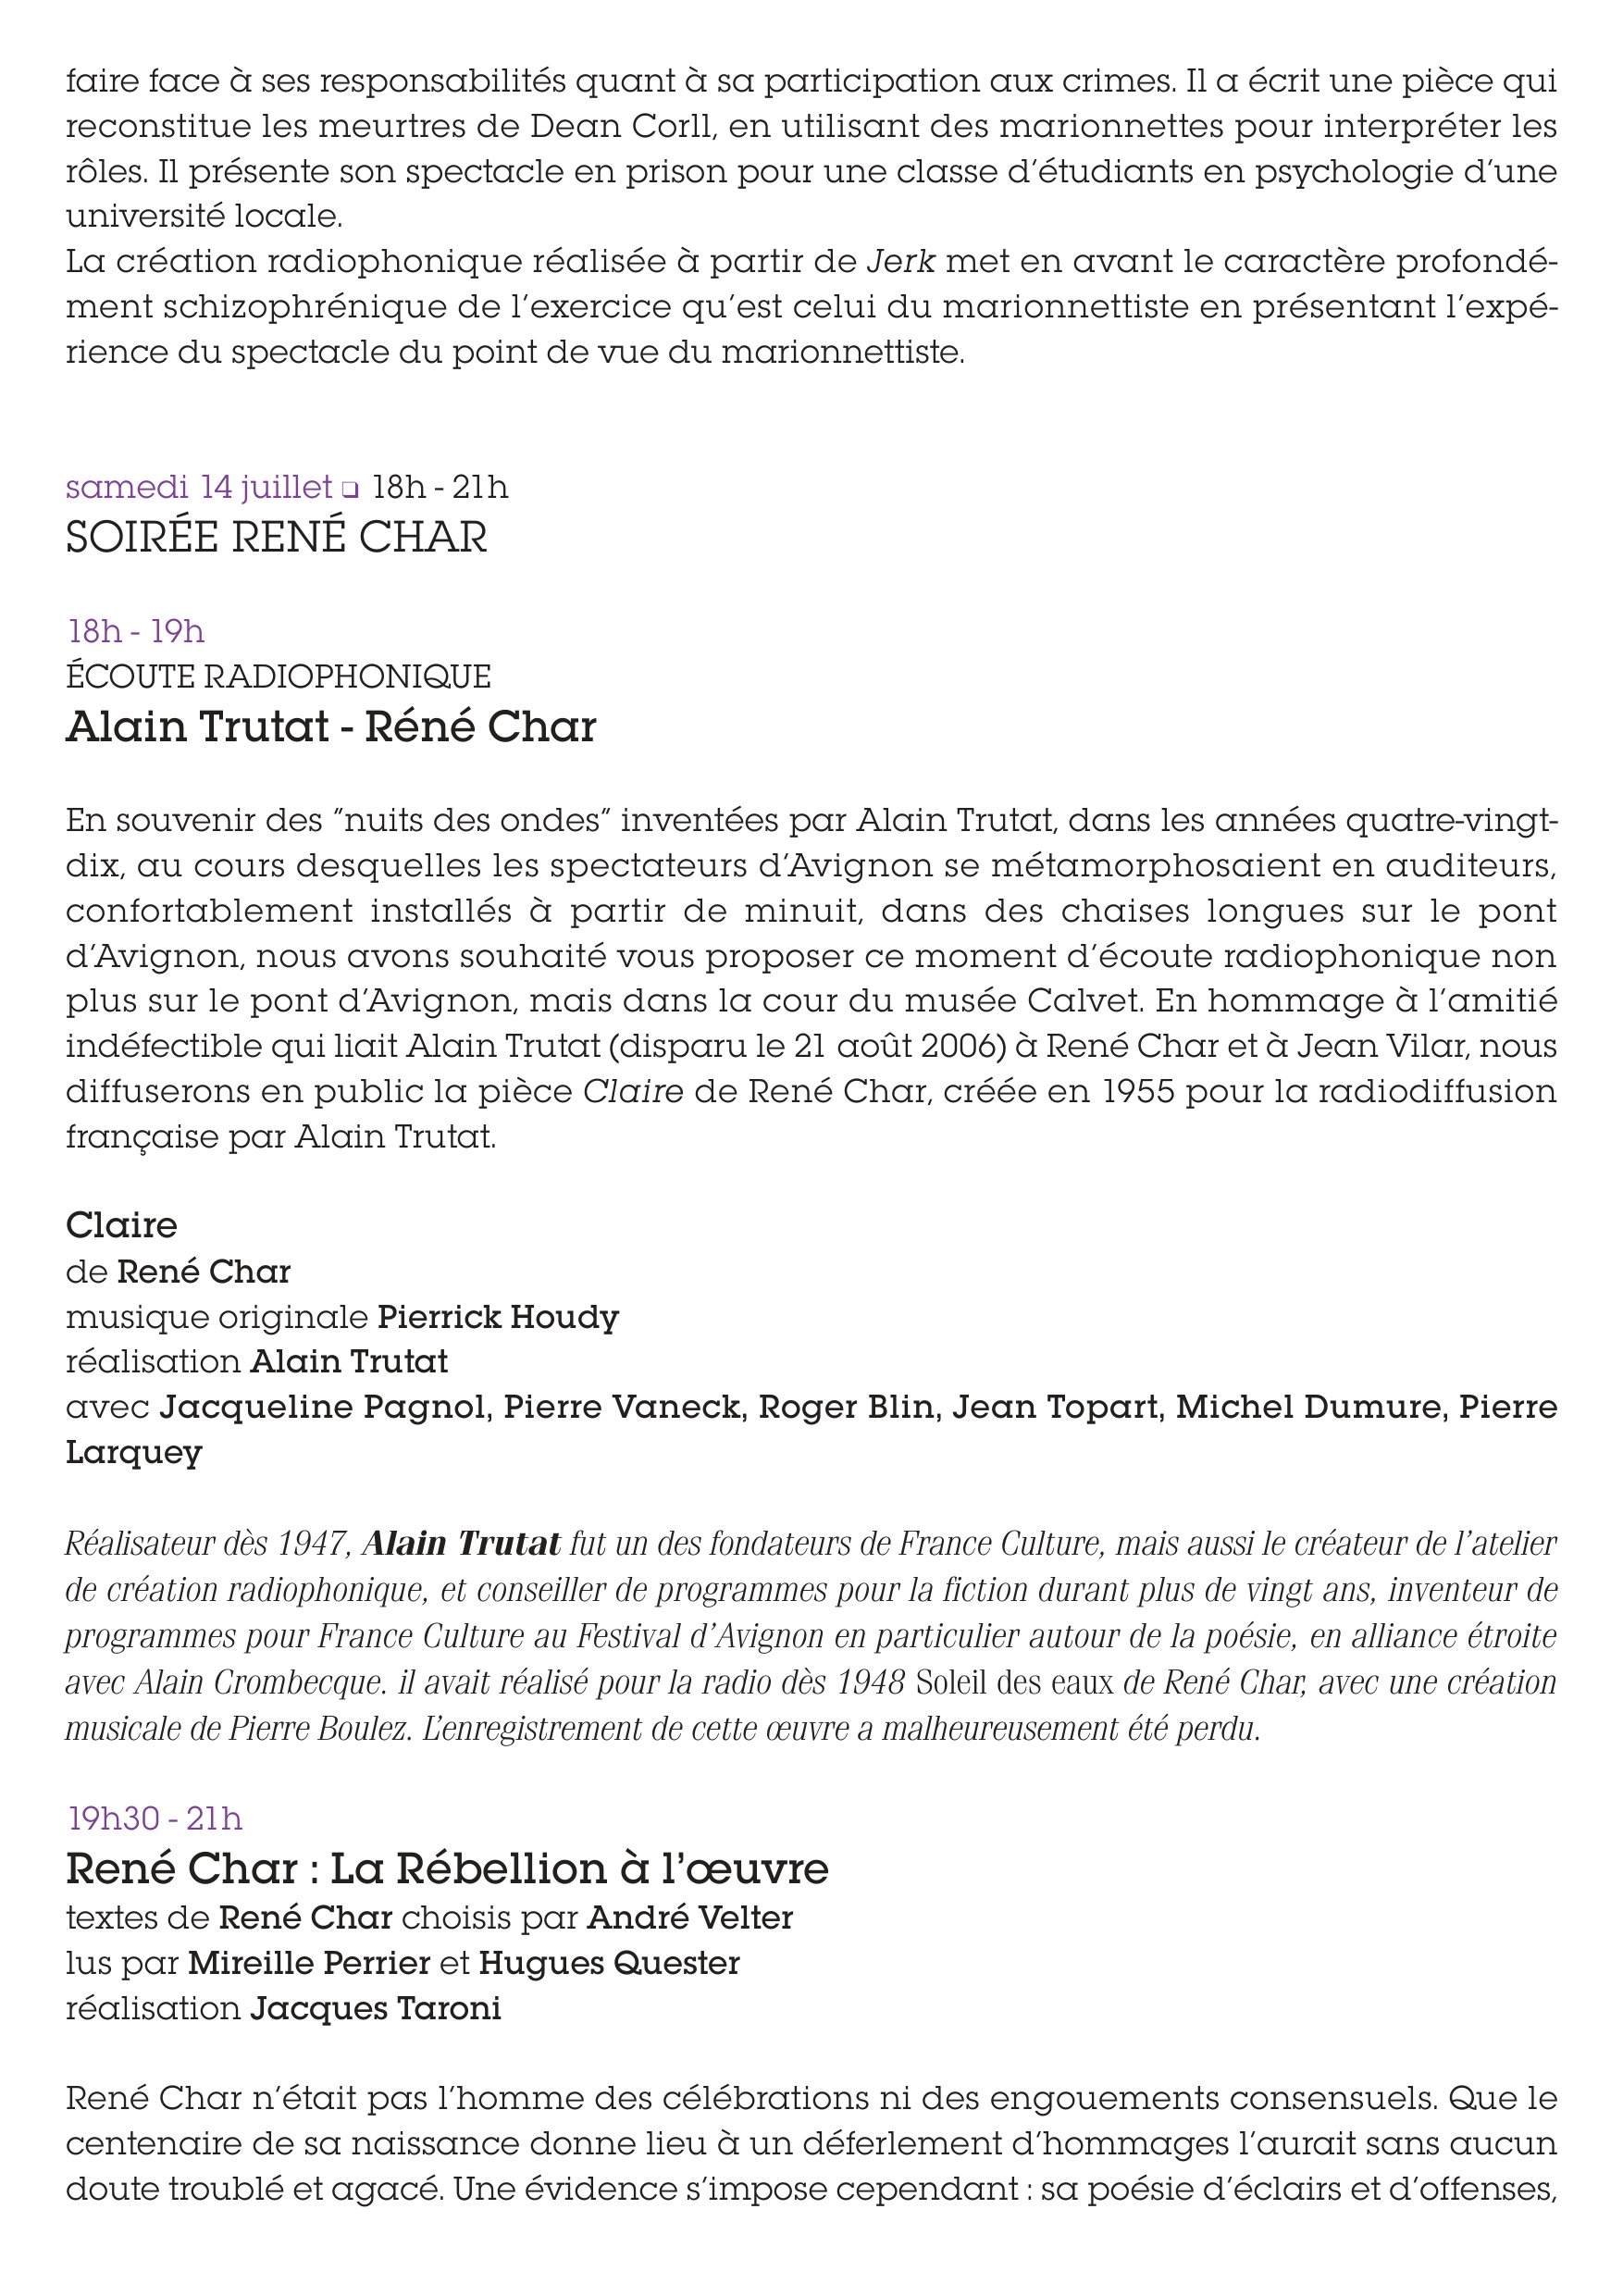 faire face à ses responsabilités quant à sa participation aux crimes. Il a écrit une pièce qui
reconstitue les meurtres de Dean Corll, en utilisant des marionnettes pour interpréter les
rôles. Il présente son spectacle en prison pour une classe d'étudiants en psychologie d'une
université locale.
La création radiophonique réalisée à partir de Jerk met en avant le caractère profondé-
ment schizophrénique de l'exercice qu'est celui du marionnettiste en présentant l'expé-
rience du spectacle du point de vue du marionnettiste.
samedi 14 juillet ❑ 18h - 21h
SOIRÉE RENÉ CHAR
18h - 19h
ÉCOUTE RADIOPHONIQUE
Alain Trutat - Réné Char
En souvenir des "nuits des ondes" inventées par Alain Trutat, dans les années quatre-vingt-
dix, au cours desquelles les spectateurs d'Avignon se métamorphosaient en auditeurs,
confortablement installés à partir de minuit, dans des chaises longues sur le pont
d'Avignon, nous avons souhaité vous proposer ce moment d'écoute radiophonique non
plus sur le pont d'Avignon, mais dans la cour du musée Calvet. En hommage à l'amitié
indéfectible qui liait Alain Trutat (disparu le 21 août 2006) à René Char et à Jean Vilar, nous
diffuserons en public la pièce Claire de René Char, créée en 1955 pour la radiodiffusion
française par Alain Trutat.
Claire
de René Char
musique originale Pierrick Houdy
réalisation Alain Trutat
avec Jacqueline Pagnol, Pierre Vaneck, Roger Blin, Jean Topart, Michel Dumure, Pierre
Larquey
Réalisateur dès 1947, Alain Trutat fut un des fondateurs de France Culture, mais aussi le créateur de l'atelier
de création radiophonique, et conseiller de programmes pour la fiction durant plus de vingt ans, inventeur de
programmes pour France Culture au Festival d'Avignon en particulier autour de la poésie, en alliance étroite
avec Alain Crombecque. il avait réalisé pour la radio dès 1948 Soleil des eaux de René Char, avec une création
musicale de Pierre Boulez. L'enregistrement de cette œuvre a malheureusement été perdu.
19h30 - 21h
René Char : La Rébellion à l'œuvre
textes de René Char choisis par André Velter
lus par Mireille Perrier et Hugues Quester
réalisation Jacques Taroni
René Char n'était pas l'homme des célébrations ni des engouements consensuels. Que le
centenaire de sa naissance donne lieu à un déferlement d'hommages l'aurait sans aucun
doute troublé et agacé. Une évidence s'impose cependant : sa poésie d'éclairs et d'offenses,